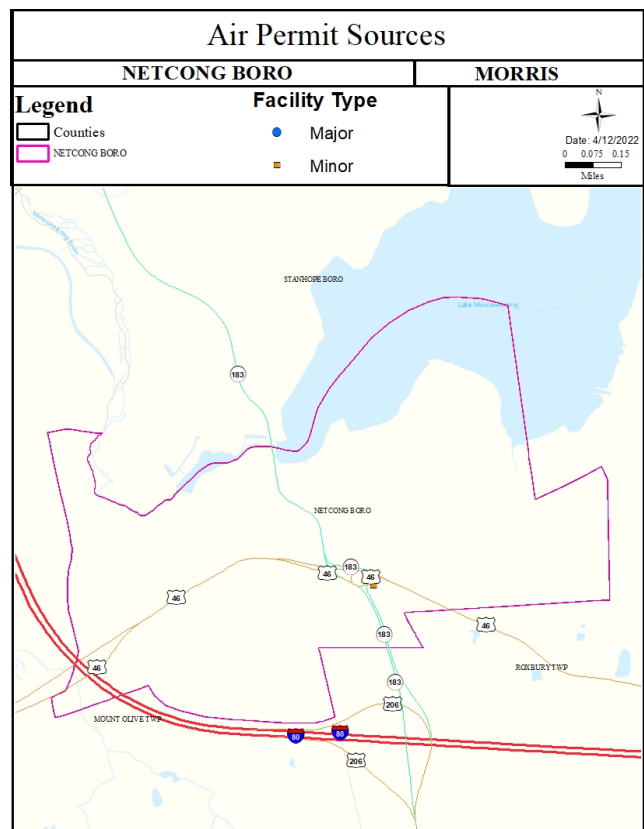 Air Permit Sources
NETCONG BORO
MORRIS
Legend
Counties
NETCONG BORO
Facility Type
Major
Minor
N
Date: 4/12/2022
0 0.075 0.15
Miles
Musconetcong River
STANHOPE BORO
Lake Musconetcong
183
NETCONG BORO
183
46
46
46
183
46
46
ROXBURY TWP
183
206
MOUNT OLIVE TWP
80
80
206